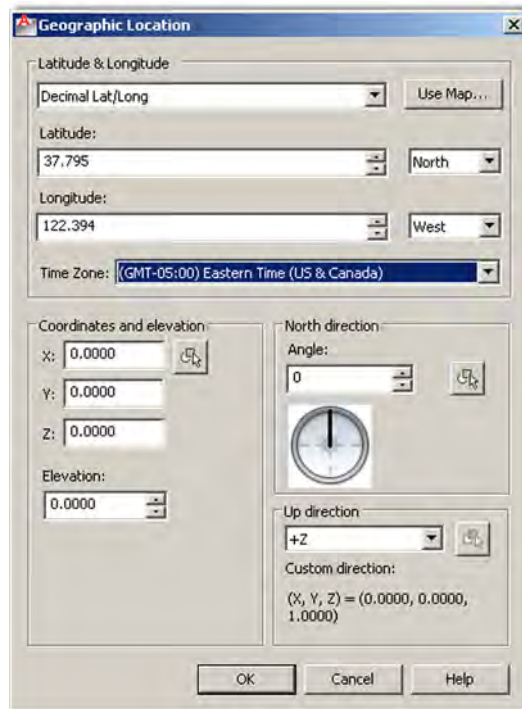 Geographic Location
Latitude & Longitude
Decimal Lat/Long
Use Map...
Latitude:
37.795
North
Longitude:
122.394
West
Time Zone: (GMT-05:00) Eastern Time (US & Canada)
Coordinates and elevation
X: 0.0000
Y: 0.0000
Z: 0.0000
Elevation:
0.0000
North direction
Angle:
0
Up direction
+Z
Custom direction:
(X, Y, Z) = (0.0000, 0.0000,
1.0000)
OK Cancel Help